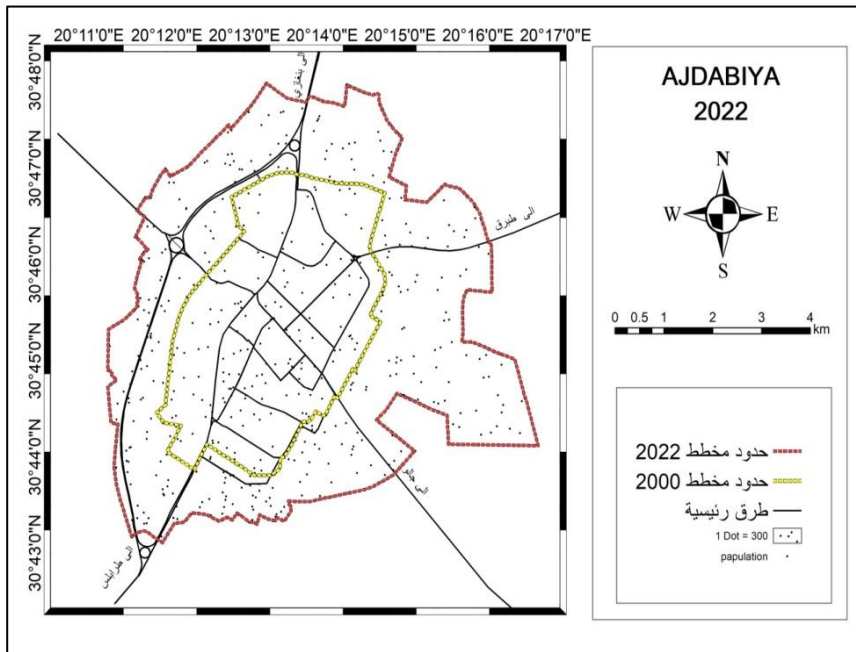 20°11'0"E 20°12'0"E 20°13'0"E 20°14'0"E 20°15'0"E 20°16'0"E 20°17'0"E
30°48'0"N
30°47'0"N
30°46'0"N
30°45'0"N
30°44'0"N
30°43'0"N
الى بنغازي
الى طبرق
الى جالو
الى طرابلس
AJDABIYA
2022
N
W E
S
0 0.5 1 2 3 4
km
حدود مخطط 2022
حدود مخطط 2000
طرق رئيسية
1 Dot = 300
papulation